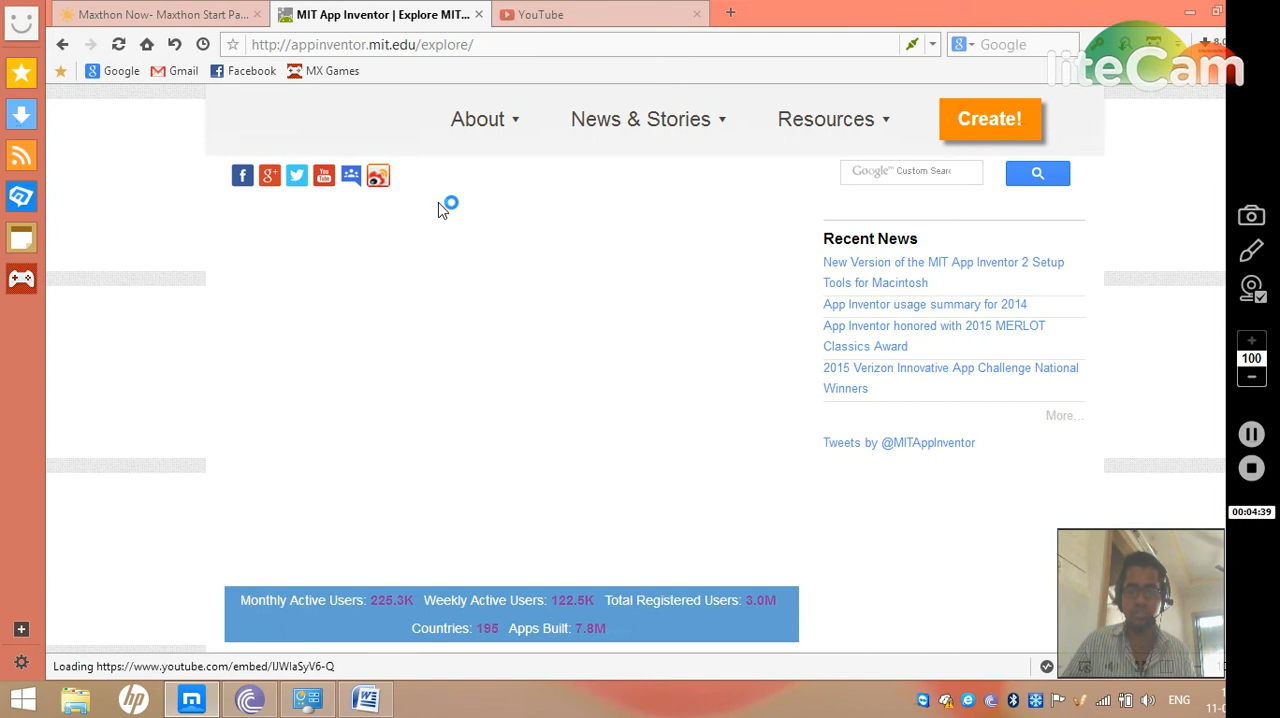 Maxthon Now- Maxthon Start Pa...
MIT App Inventor | Explore MIT...
YouTube
http://appinventor.mit.edu/explore/
Google
liteCam
Google
Gmail
Facebook
MX Games
About
News & Stories
Resources
Create!
Google™ Custom Searc
Recent News
New Version of the MIT App Inventor 2 Setup
Tools for Macintosh
App Inventor usage summary for 2014
App Inventor honored with 2015 MERLOT
Classics Award
2015 Verizon Innovative App Challenge National
Winners
More...
Tweets by @MITAppInventor
100
00:04:39
Monthly Active Users: 225.3K Weekly Active Users: 122.5K Total Registered Users: 3.0M
Countries: 195 Apps Built: 7.8M
Loading https://www.youtube.com/embed/IJWIaSyV6-Q
ENG